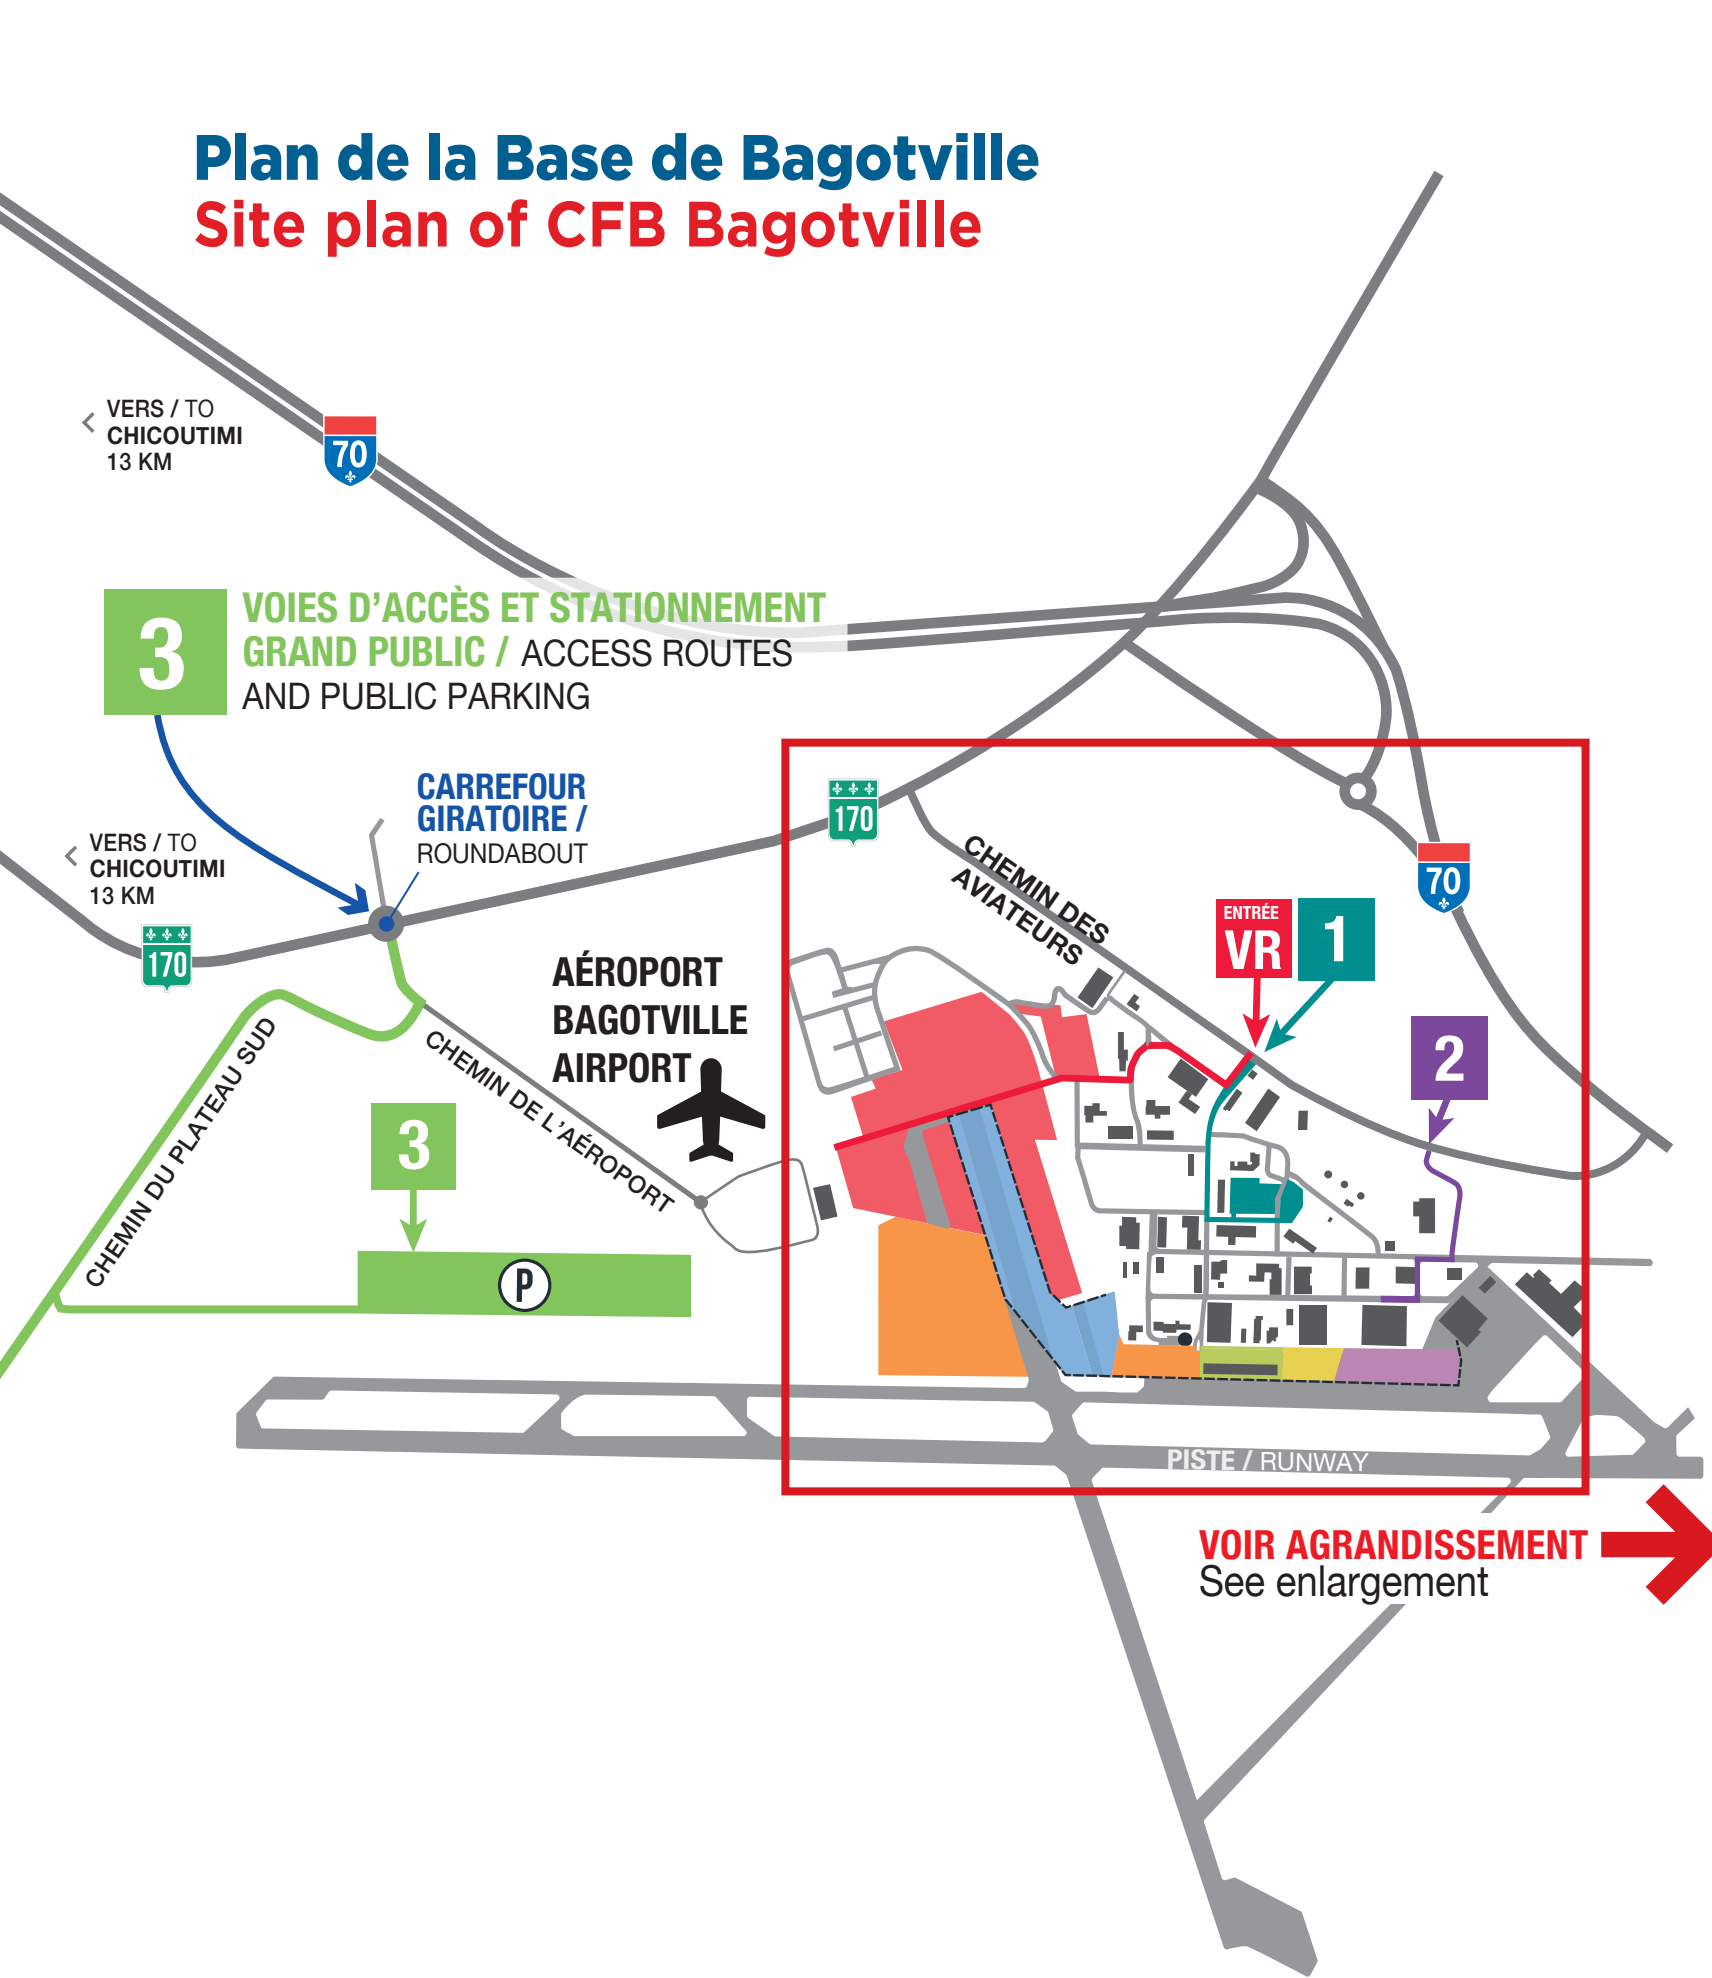 Plan de la Base de Bagotville
Site plan of CFB Bagotville
VERS / TO
CHICOUTIMI
13 KM
70
3
VOIES D'ACCÈS ET STATIONNEMENT
GRAND PUBLIC / ACCESS ROUTES
AND PUBLIC PARKING
CARREFOUR
GIRATOIRE /
ROUNDABOUT
170
VERS / TO
CHICOUTIMI
13 KM
170
CHEMIN DES
AVIATEURS
70
ENTRÉE
VR
1
2
AÉROPORT
BAGOTVILLE
AIRPORT
CHEMIN DU PLATEAU SUD
CHEMIN DE L'AÉROPORT
3
P
PISTE / RUNWAY
VOIR AGRANDISSEMENT
See enlargement